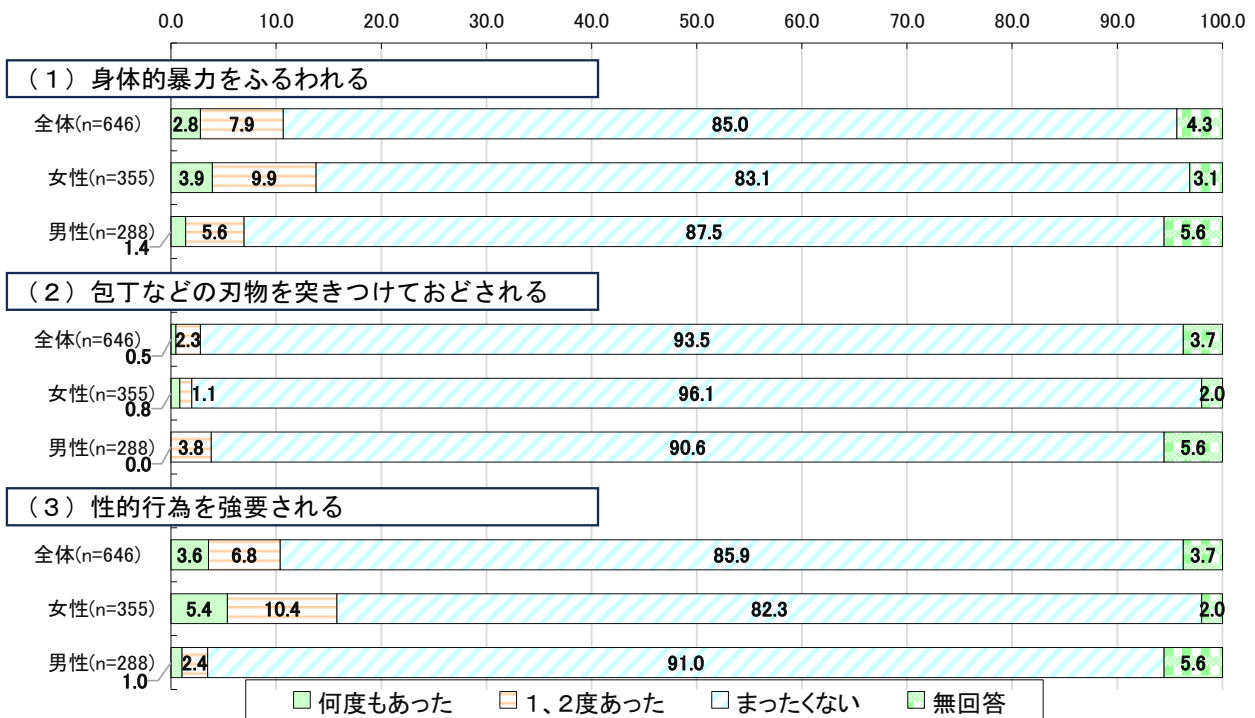 0.0 10.0 20.0 30.0 40.0 50.0 60.0 70.0 80.0 90.0 100.0
（1）身体的暴力をふるわれる
全体(n=646) 2.8 7.9 85.0 4.3
女性(n=355) 3.9 9.9 83.1 3.1
男性(n=288) 1.4 5.6 87.5 5.6
（2）包丁などの刃物を突きつけておどされる
全体(n=646) 0.5 2.3 93.5 3.7
女性(n=355) 0.8 1.1 96.1 2.0
男性(n=288) 0.0 3.8 90.6 5.6
（3）性的行為を強要される
全体(n=646) 3.6 6.8 85.9 3.7
女性(n=355) 5.4 10.4 82.3 2.0
男性(n=288) 1.0 2.4 91.0 5.6
何度もあった 1、2度あった まったくない 無回答